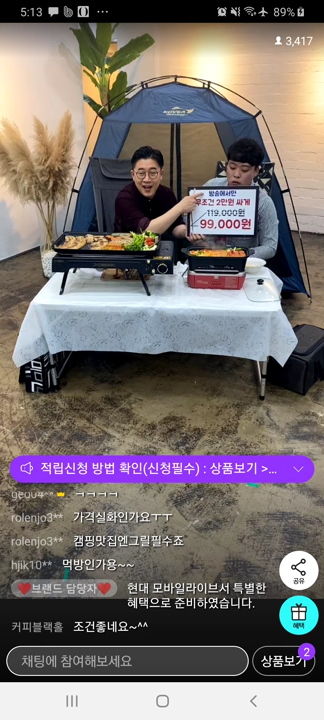 5:13
89%
3,417
방송에서만
무조건 2만원 싸게
119,000원
99,000원
적립신청 방법 확인(신청필수) : 상품보기 >...
geou4** ㅋㅋㅋㅋ
rolenjo3** 가격실화인가요ㅜㅜ
rolenjo3** 캠핑맛집엔그릴필수죠
hjik10** 먹방인가용~~
브랜드 담당자 현대 모바일라이브서 특별한
혜택으로 준비하였습니다.
공유
커피블랙홀 조건좋네요~^^
혜택
2
채팅에 참여해보세요
상품보기